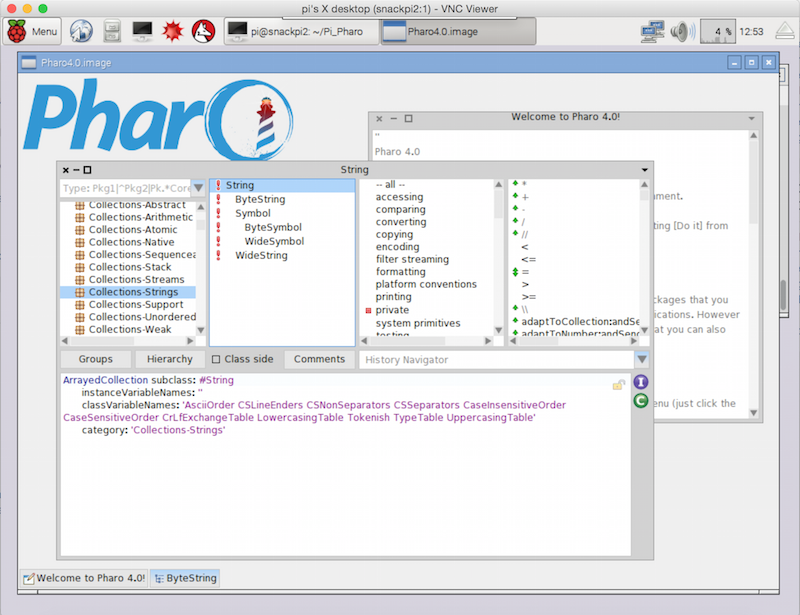 pi's X desktop (snackpi2:1) - VNC Viewer
Menu
pi@snackpi2: ~/Pi_Pharo
Pharo4.0.image
4 %
12:53
Pharo4.0.image
Pharo
Welcome to Pharo 4.0!
"
Pharo 4.0
ment.
ting [Do it] from
ckages that you
ications. However
at you can also
enu (just click the
String
Type: Pkg1|^Pkg2|Pk.*Core
Collections-Abstract
Collections-Arithmetic
Collections-Atomic
Collections-Native
Collections-Sequencea
Collections-Stack
Collections-Streams
Collections-Strings
Collections-Support
Collections-Unordered
Collections-Weak
String
ByteString
Symbol
ByteSymbol
WideSymbol
WideString
-- all --
accessing
comparing
converting
copying
encoding
filter streaming
formatting
platform conventions
printing
private
system primitives
testing
*
+
-
/
//
<
<=
=
>
>=
\\
adaptToCollection:andSe
adaptToNumber:andSend
Groups
Hierarchy
Class side
Comments
History Navigator
ArrayedCollection subclass: #String
instanceVariableNames: ''
classVariableNames: 'AsciiOrder CSLineEnders CSNonSeparators CSSeparators CaseInsensitiveOrder
CaseSensitiveOrder CrLfExchangeTable LowercasingTable Tokenish TypeTable UppercasingTable'
category: 'Collections-Strings'
I
C
Welcome to Pharo 4.0!
ByteString